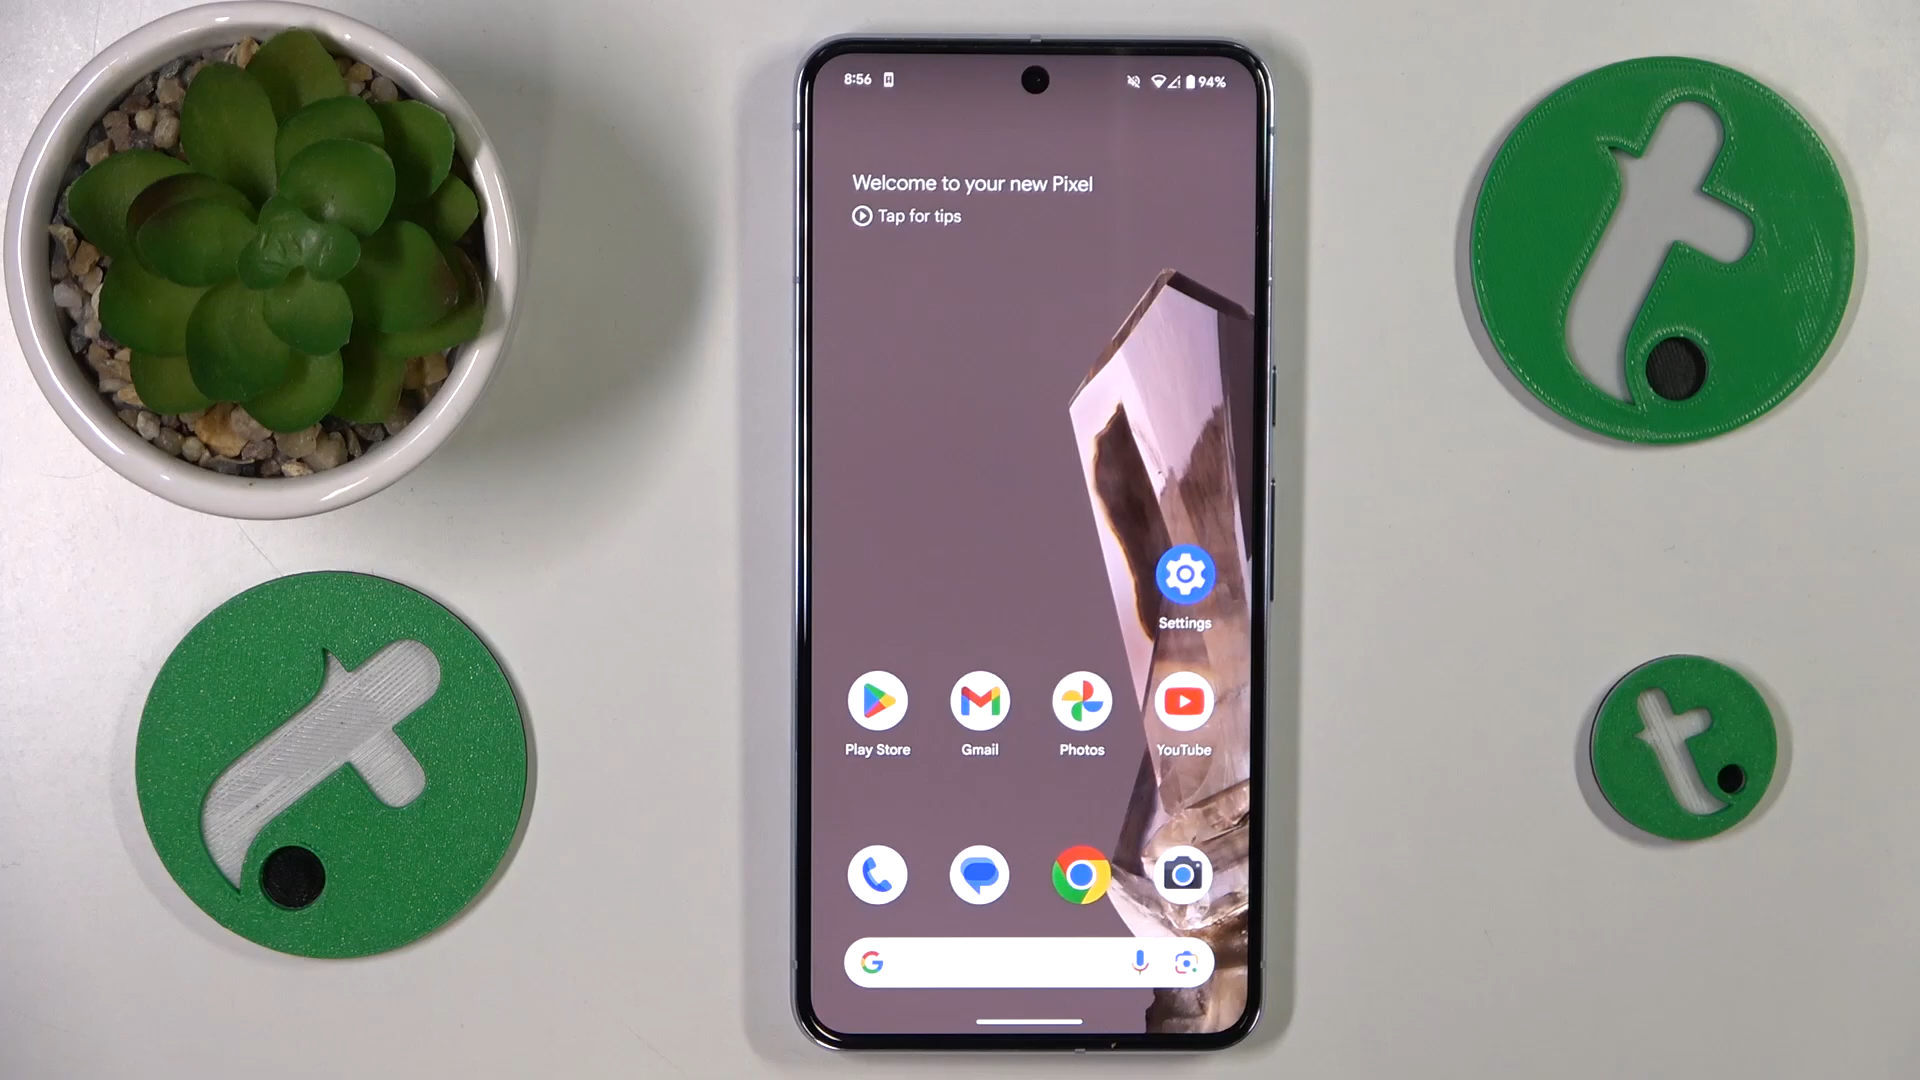 8:56
94%
Welcome to your new Pixel
Tap for tips
Settings
Play Store
Gmail
Photos
YouTube
G
t
t
t